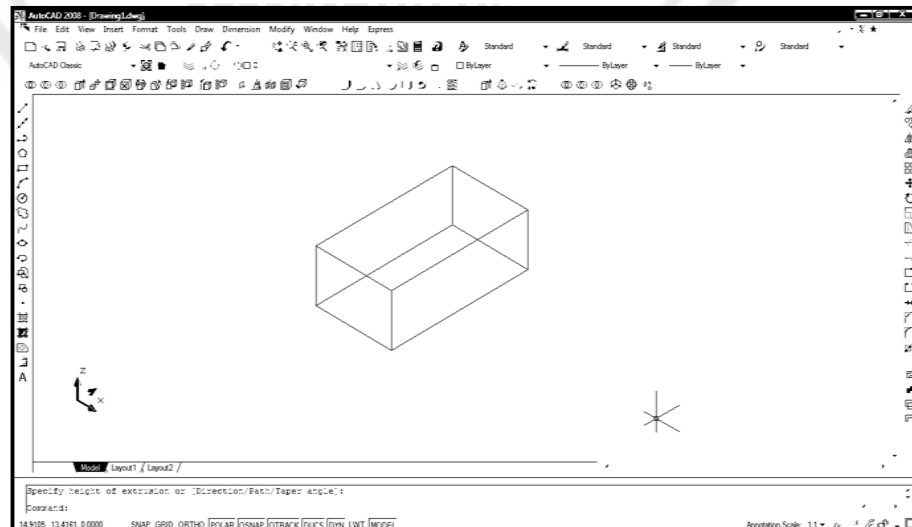 AutoCAD 2008 - [Drawing1.dwg]
File Edit View Insert Format Tools Draw Dimension Modify Window Help Express
Standard Standard Standard Standard
AutoCAD Classic ByLayer ByLayer ByLayer
Z
X
Model Layout1 Layout2
Specify height of extrusion or [Direction/Path/Taper angle]:
Command:
14.9105, 13.4161, 0.0000 SNAP GRID ORTHO POLAR OSNAP OTRACK DUCS DYN LWT MODEL Annotation Scale: 1:1